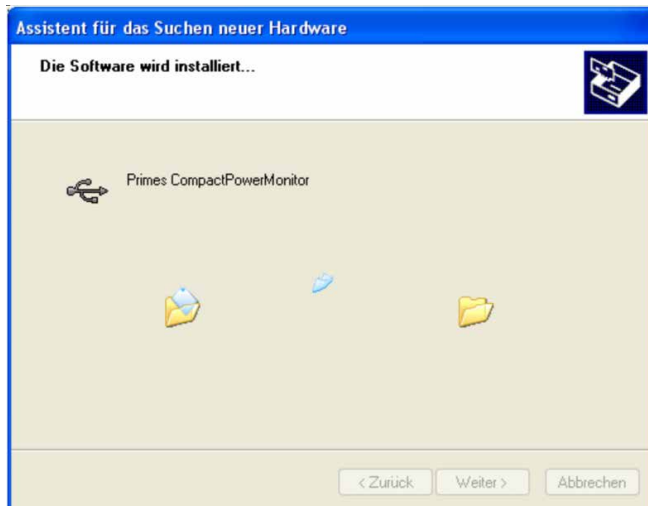 Assistent für das Suchen neuer Hardware
Die Software wird installiert...
Primes CompactPowerMonitor
< Zurück Weiter > Abbrechen